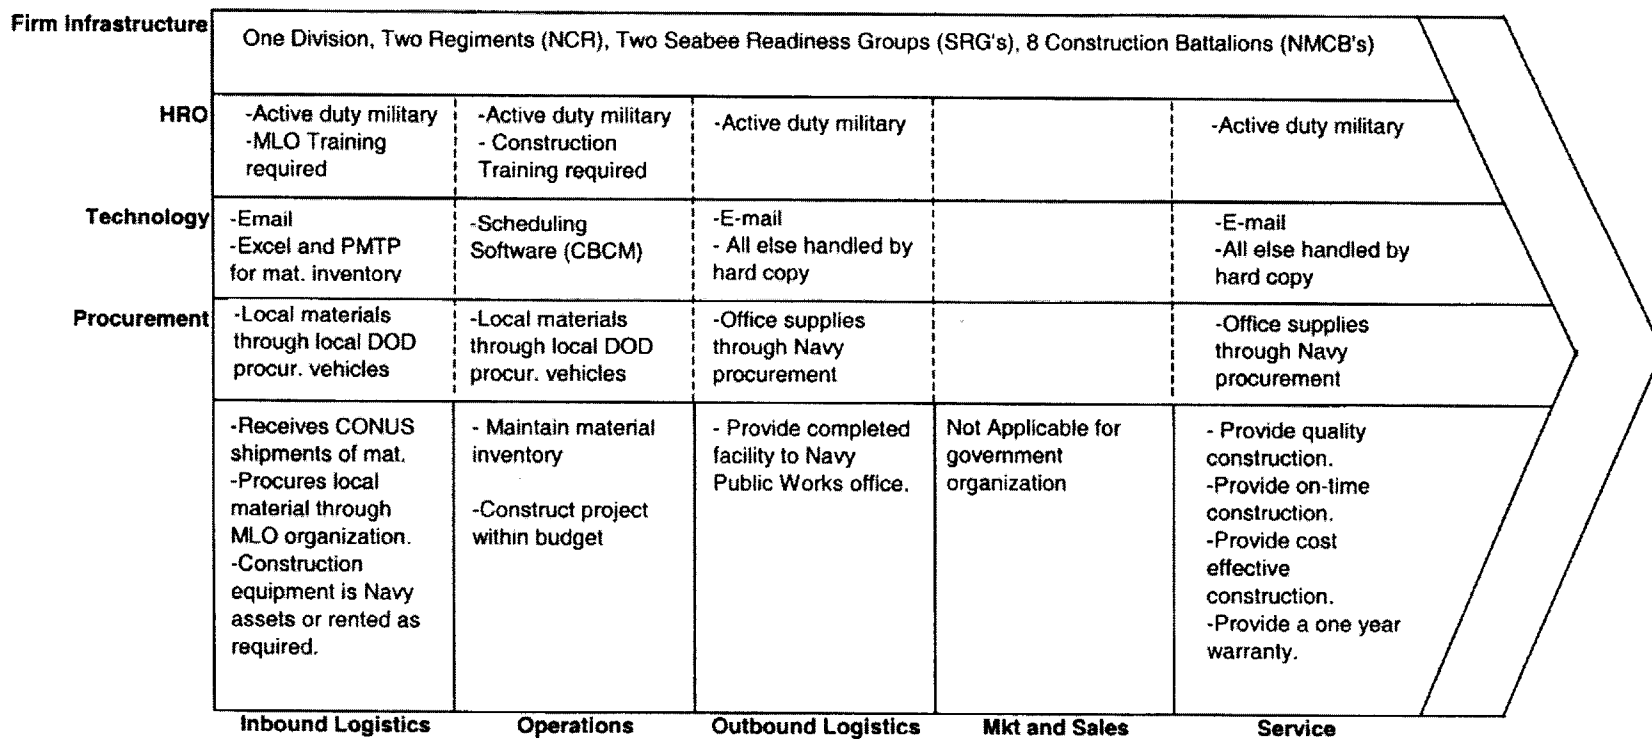 Firm Infrastructure
One Division, Two Regiments (NCR), Two Seabee Readiness Groups (SRG's), 8 Construction Battalions (NMCB's)
HRO
-Active duty military
-MLO Training
required
-Active duty military
- Construction
Training required
-Active duty military
-Active duty military
Technology
-Email
-Excel and PMTP
for mat. inventory
-Scheduling
Software (CBCM)
-E-mail
- All else handled by
hard copy
-E-mail
-All else handled by
hard copy
Procurement
-Local materials
through local DOD
procur. vehicles
-Local materials
through local DOD
procur. vehicles
-Office supplies
through Navy
procurement
-Office supplies
through Navy
procurement
-Receives CONUS
shipments of mat.
-Procures local
material through
MLO organization.
-Construction
equipment is Navy
assets or rented as
required.
- Maintain material
inventory
-Construct project
within budget
- Provide completed
facility to Navy
Public Works office.
Not Applicable for
government
organization
- Provide quality
construction.
-Provide on-time
construction.
-Provide cost
effective
construction.
-Provide a one year
warranty.
Inbound Logistics
Operations
Outbound Logistics
Mkt and Sales
Service